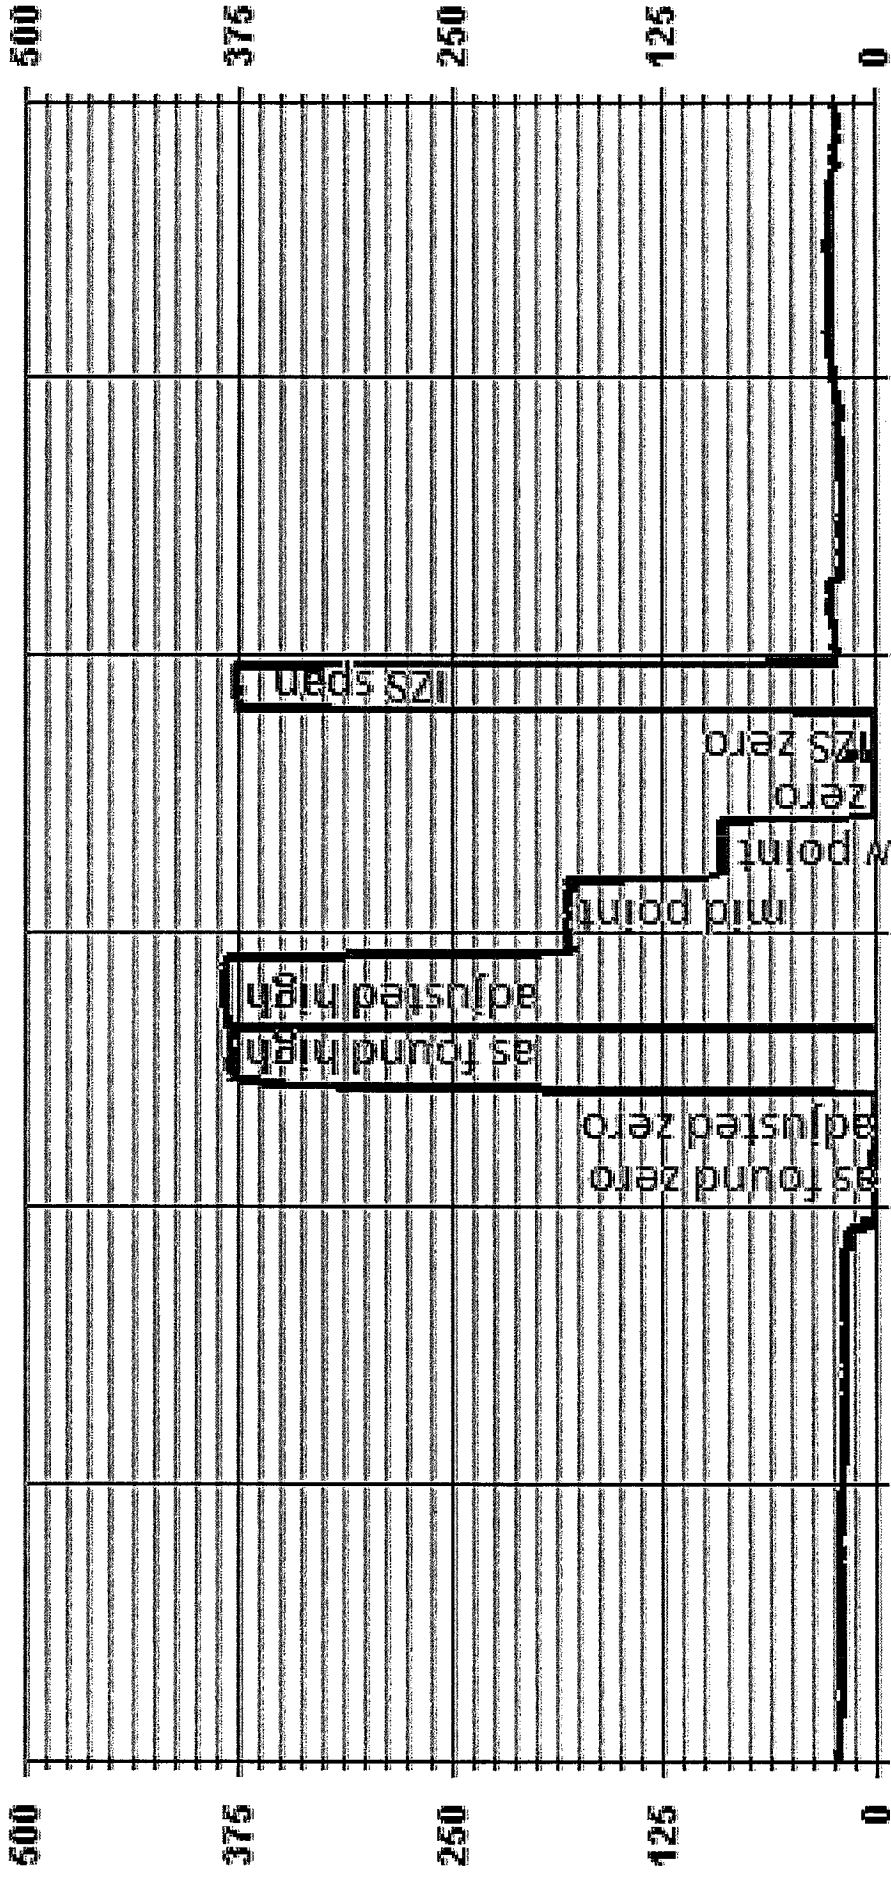 500
375
250
125
0
as found zero
adjusted zero
as found high
adjusted high
mid point
w point
zero
IZS zero
IZS span
500
375
250
125
0